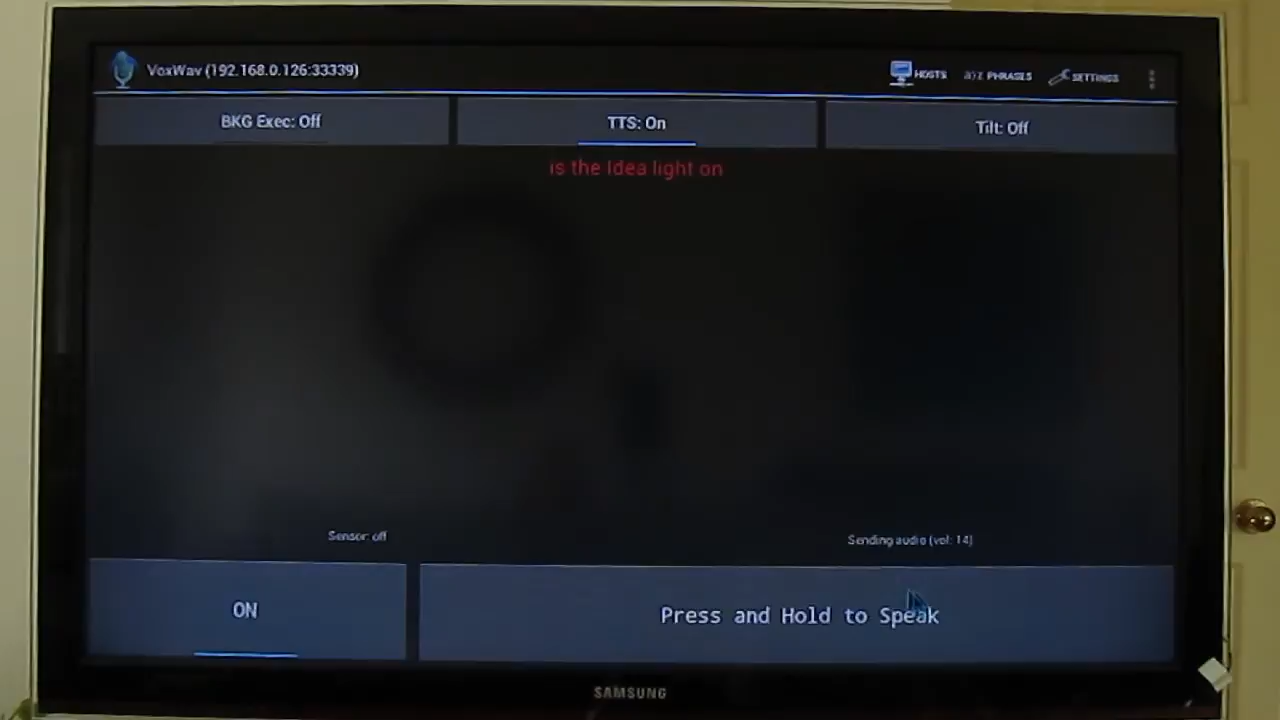 VoxWav (192.168.0.126:33339)
HOSTS
a/z PHRASES
SETTINGS
BKG Exec: Off
TTS: On
Tilt: Off
is the Idea light on
Sensor: off
Sending audio (vol: 14)
ON
Press and Hold to Speak
SAMSUNG